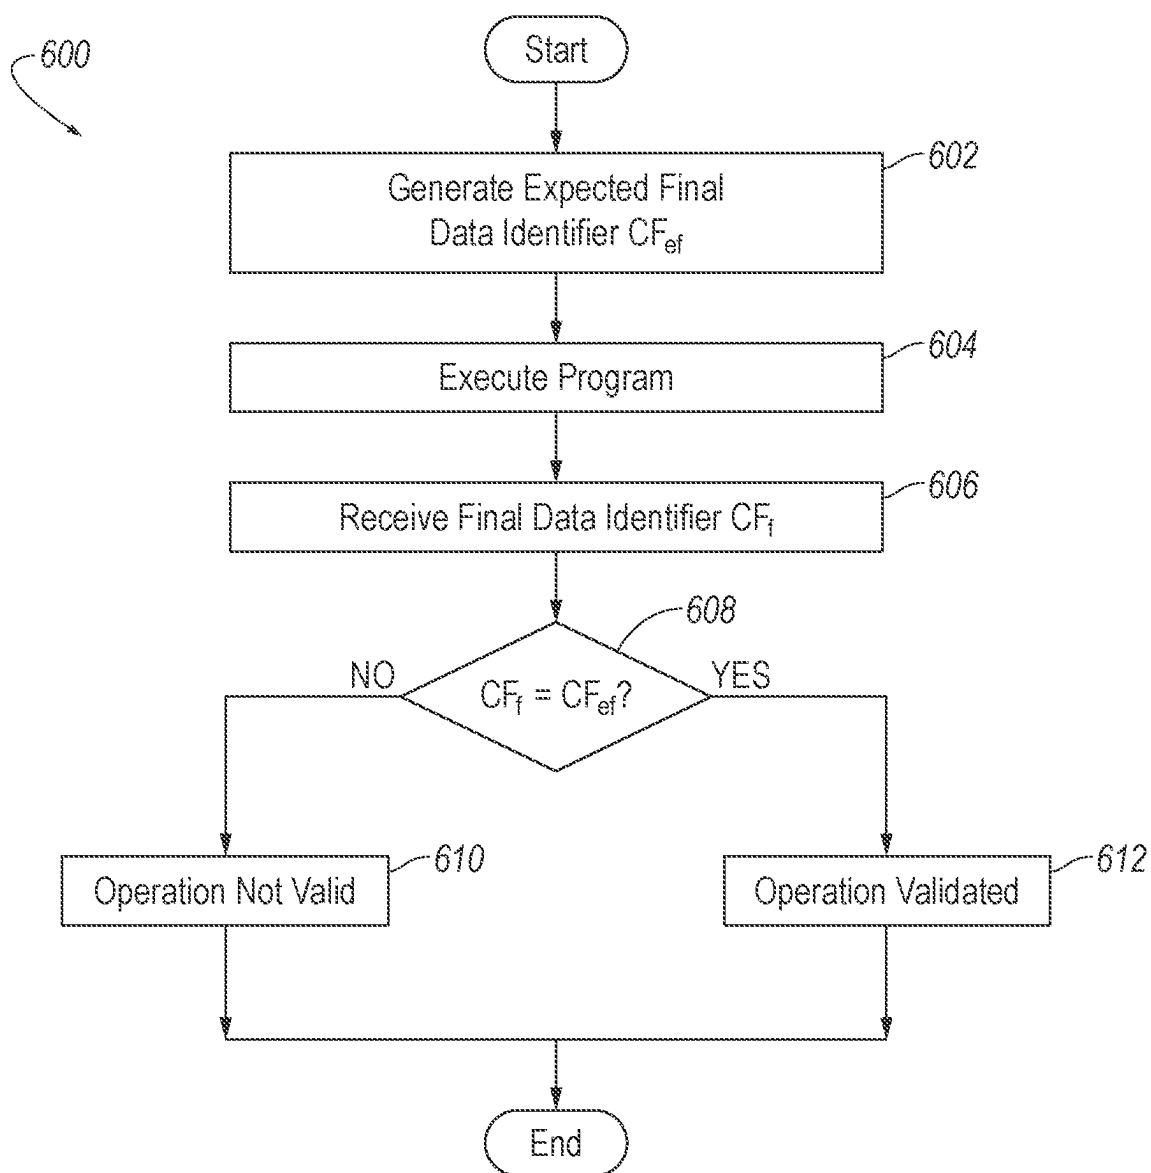 600
Start
602
Generate Expected Final
Data Identifier CFef
604
Execute Program
606
Receive Final Data Identifier CFf
608
NO
YES
CFf = CFef?
610
Operation Not Valid
612
Operation Validated
End